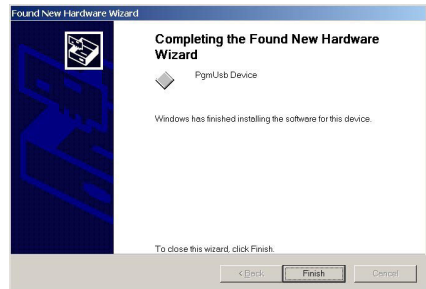 Found New Hardware Wizard
Completing the Found New Hardware
Wizard
PgmUsb Device
Windows has finished installing the software for this device.
To close this wizard, click Finish.
< Back
Finish
Cancel